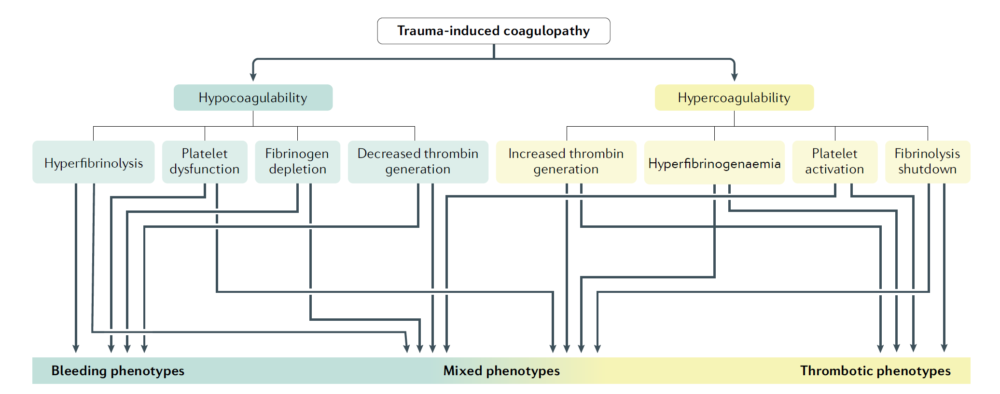 Trauma-induced coagulopathy
Hypocoagulability
Hypercoagulability
Hyperfibrinolysis
Platelet
dysfunction
Fibrinogen
depletion
Decreased thrombin
generation
Increased thrombin
generation
Hyperfibrinogenaemia
Platelet
activation
Fibrinolysis
shutdown
Bleeding phenotypes
Mixed phenotypes
Thrombotic phenotypes